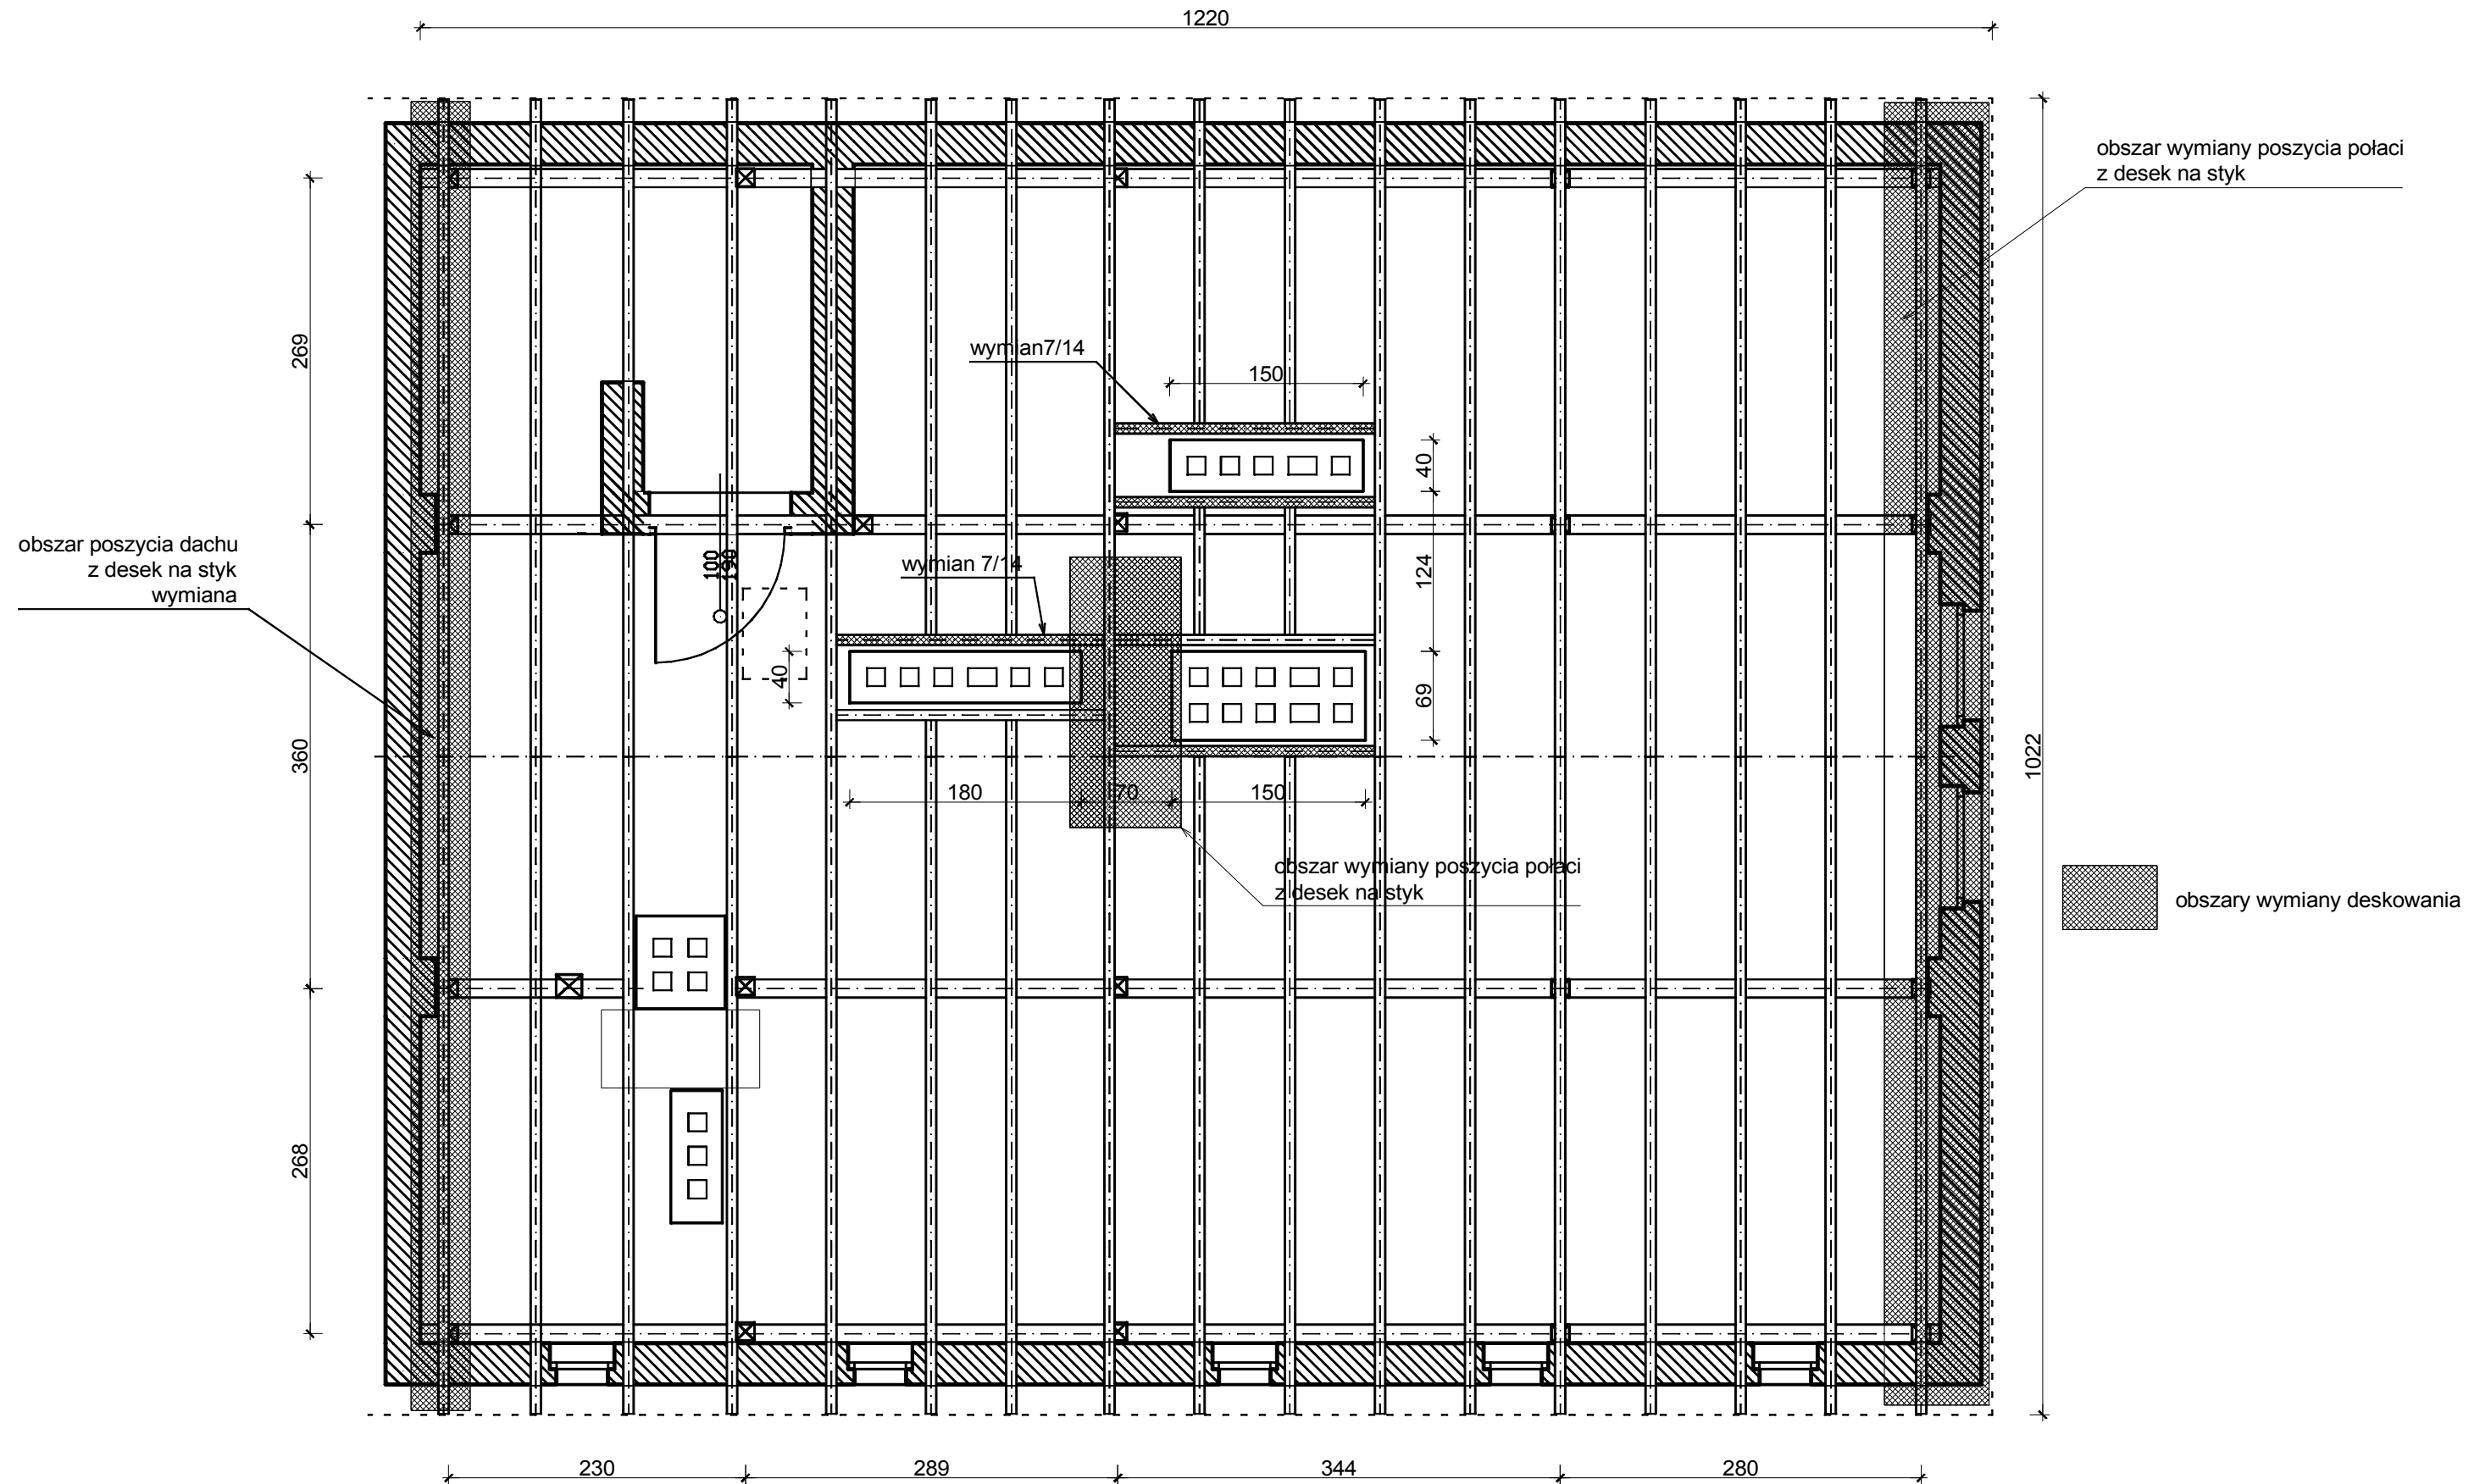 1220
obszar wymiany poszycia połaci
z desek na styk
269
wymian7/14
150
40
obszar poszycia dachu
z desek na styk
wymiana
100
190
wymian 7/14
124
40
69
360
1022
180
70
150
obszar wymiany poszycia połaci
z desek na styk
obszary wymiany deskowania
268
230
289
344
280